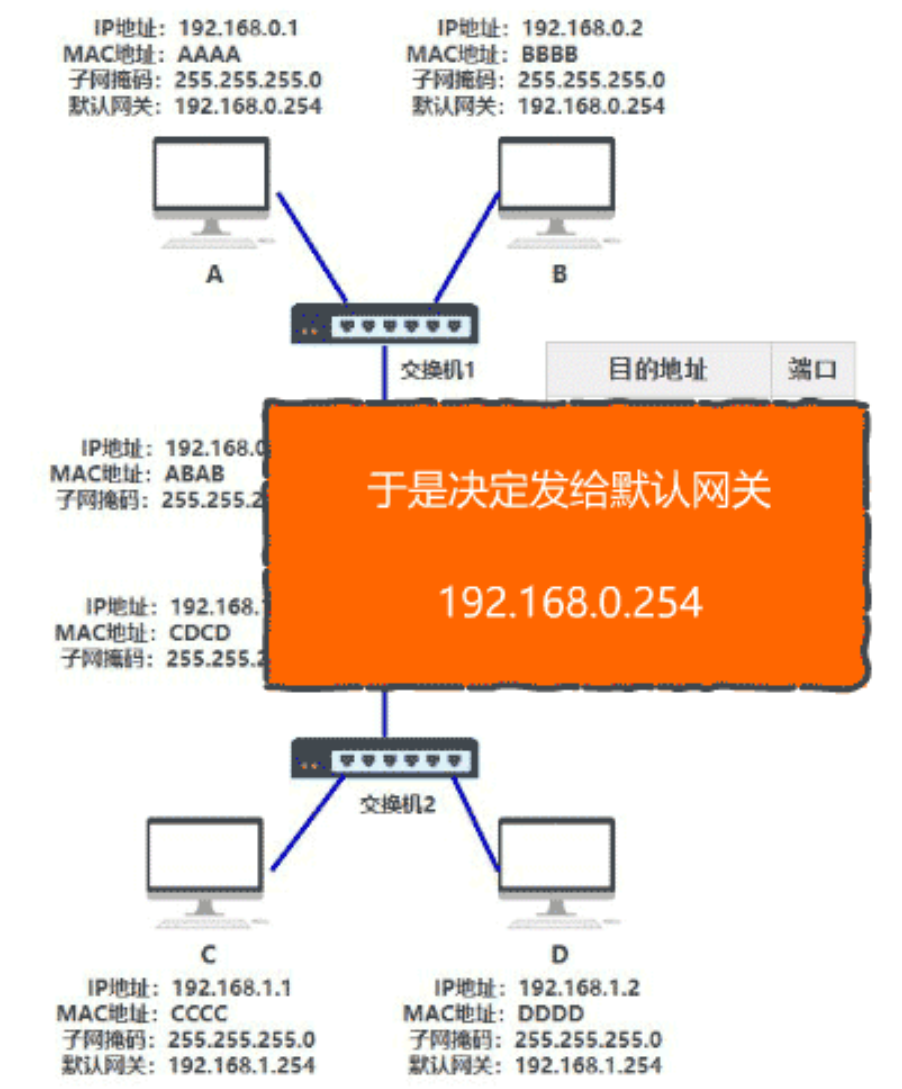 IP地址：192.168.0.1
MAC地址：AAAA
子网掩码：255.255.255.0
默认网关：192.168.0.254
IP地址：192.168.0.2
MAC地址：BBBB
子网掩码：255.255.255.0
默认网关：192.168.0.254
A
B
交换机1
目的地址 端口
IP地址：192.168.0
MAC地址：ABAB
子网掩码：255.255.2
于是决定发给默认网关
192.168.0.254
IP地址：192.168.
MAC地址：CDCD
子网掩码：255.255.2
交换机2
C
D
IP地址：192.168.1.1
MAC地址：CCCC
子网掩码：255.255.255.0
默认网关：192.168.1.254
IP地址：192.168.1.2
MAC地址：DDDD
子网掩码：255.255.255.0
默认网关：192.168.1.254